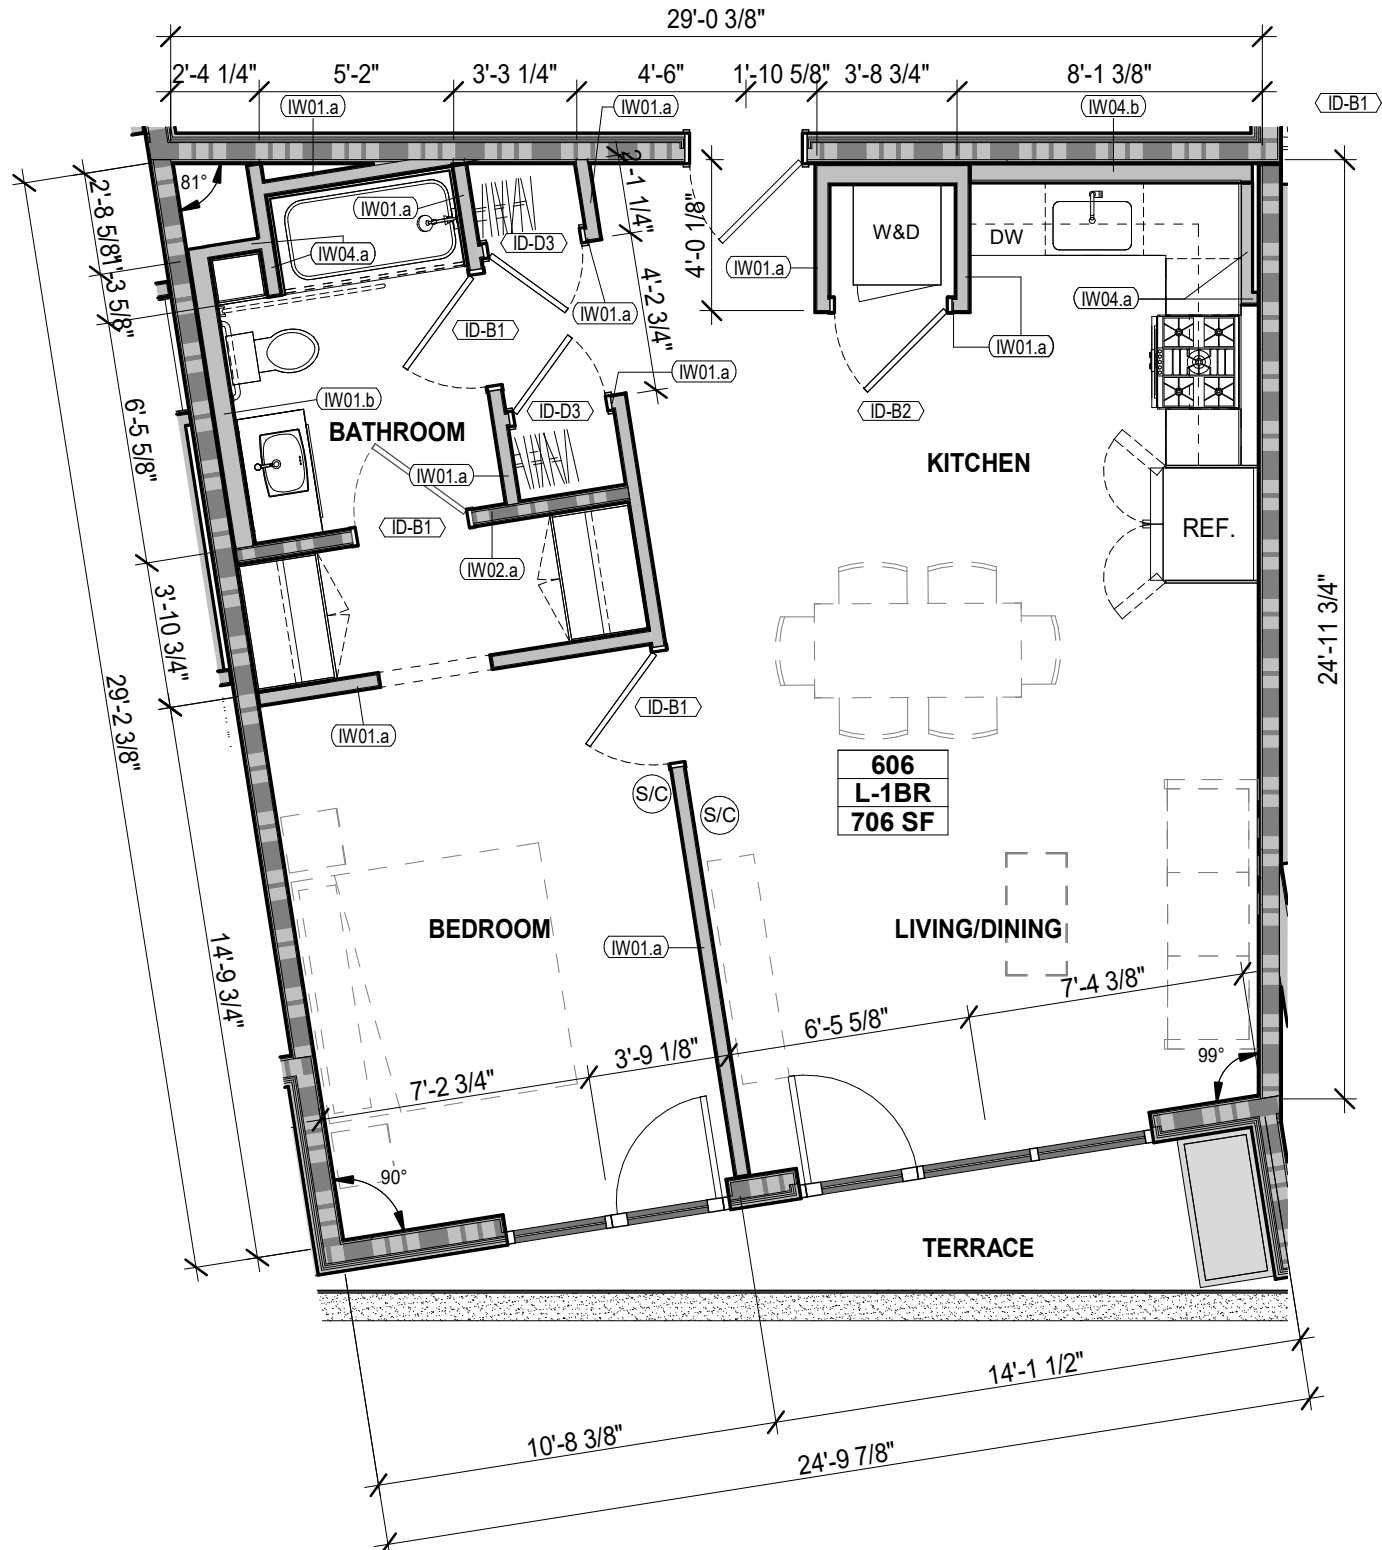 29'-0 3/8"
2'-4 1/4"
5'-2"
3'-3 1/4"
4'-6"
1'-10 5/8"
3'-8 3/4"
8'-1 3/8"
IW01.a
IW01.a
IW04.b
ID-B1
81°
2'-8 5/8"
1'-3 5/8"
IW01.a
IW04.a
ID-D3
2'-1 1/4"
4'-0 1/8"
W&D
DW
IW01.a
IW04.a
IW01.a
4'-2 3/4"
ID-B1
IW01.a
IW01.a
6'-5 5/8"
IW01.b
ID-D3
ID-B2
BATHROOM
KITCHEN
IW01.a
ID-B1
REF.
IW02.a
3'-10 3/4"
24'-11 3/4"
29'-2 3/8"
ID-B1
IW01.a
606
L-1BR
706 SF
S/C
S/C
BEDROOM
LIVING/DINING
IW01.a
14'-9 3/4"
7'-4 3/8"
6'-5 5/8"
3'-9 1/8"
7'-2 3/4"
99°
90°
TERRACE
14'-1 1/2"
10'-8 3/8"
24'-9 7/8"